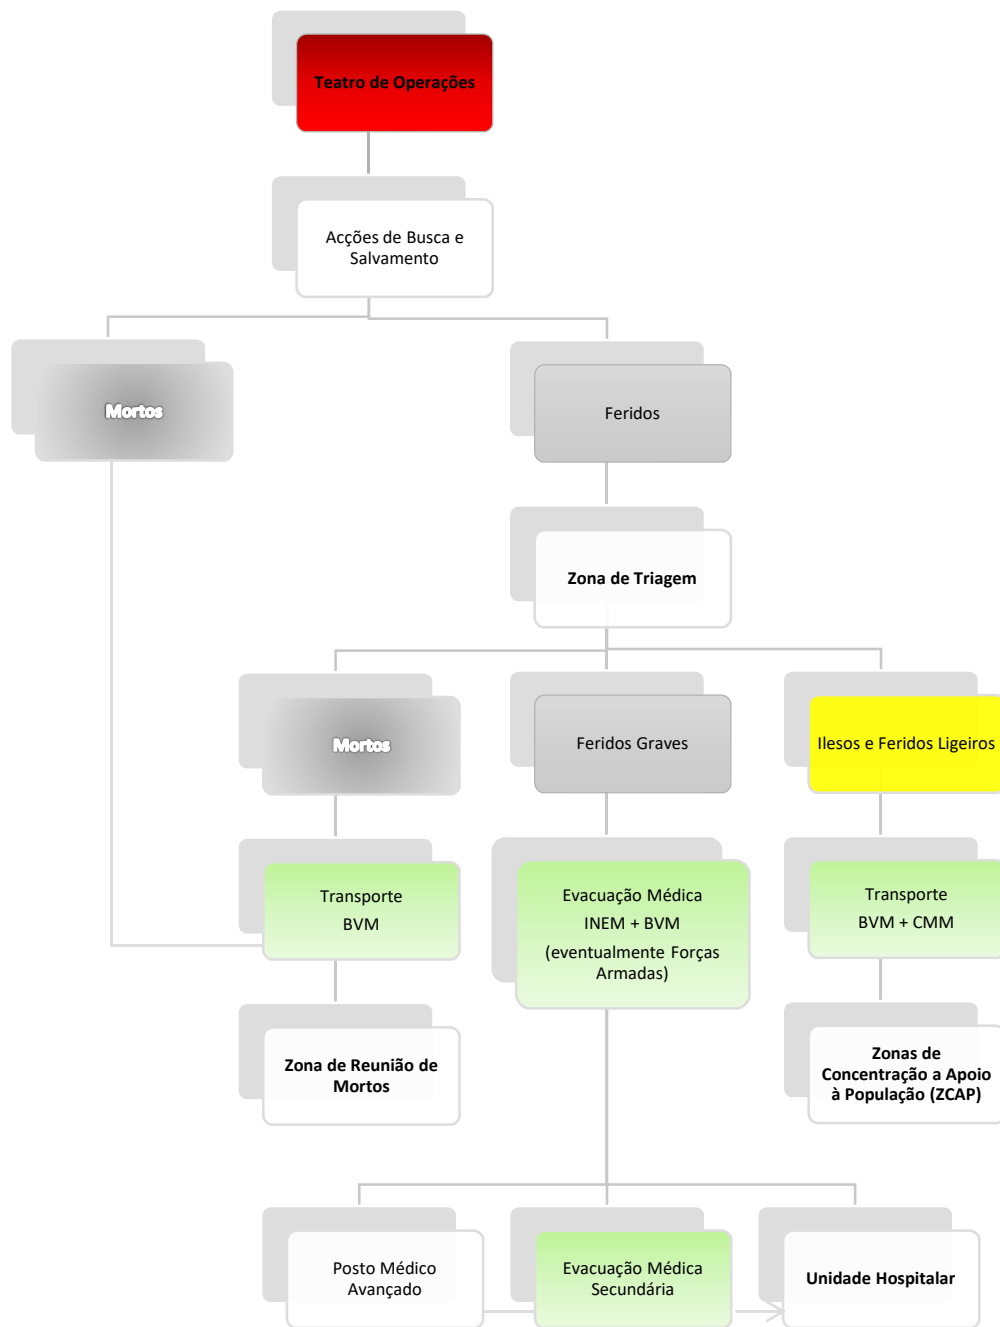 Teatro de Operações
Acções de Busca e
Salvamento
Mortos
Feridos
Zona de Triagem
Mortos
Feridos Graves
Ilesos e Feridos Ligeiros
Transporte
BVM
Evacuação Médica
INEM + BVM
(eventualmente Forças
Armadas)
Transporte
BVM + CMM
Zona de Reunião de
Mortos
Zonas de
Concentração a Apoio
à População (ZCAP)
Posto Médico
Avançado
Evacuação Médica
Secundária
Unidade Hospitalar